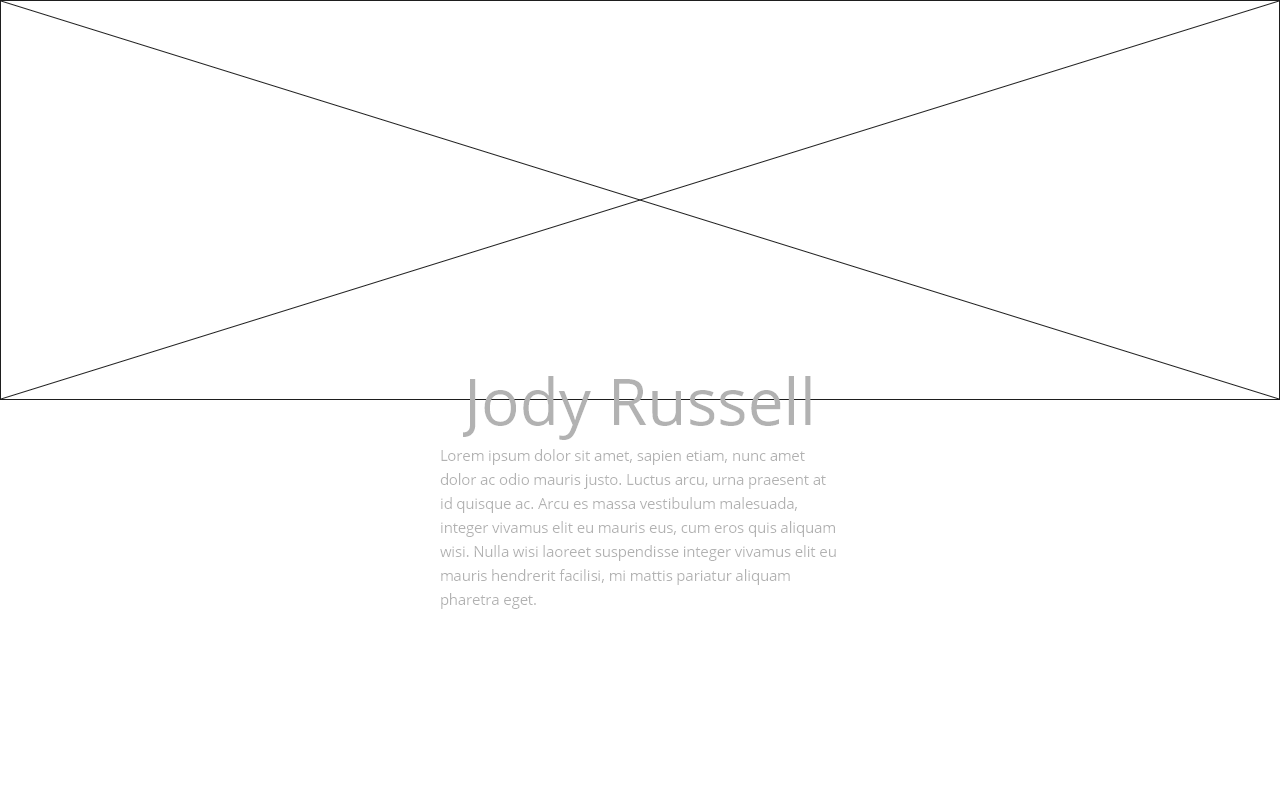 Jody Russell
Lorem ipsum dolor sit amet, sapien etiam, nunc amet
dolor ac odio mauris justo. Luctus arcu, urna praesent at
id quisque ac. Arcu es massa vestibulum malesuada,
integer vivamus elit eu mauris eus, cum eros quis aliquam
wisi. Nulla wisi laoreet suspendisse integer vivamus elit eu
mauris hendrerit facilisi, mi mattis pariatur aliquam
pharetra eget.